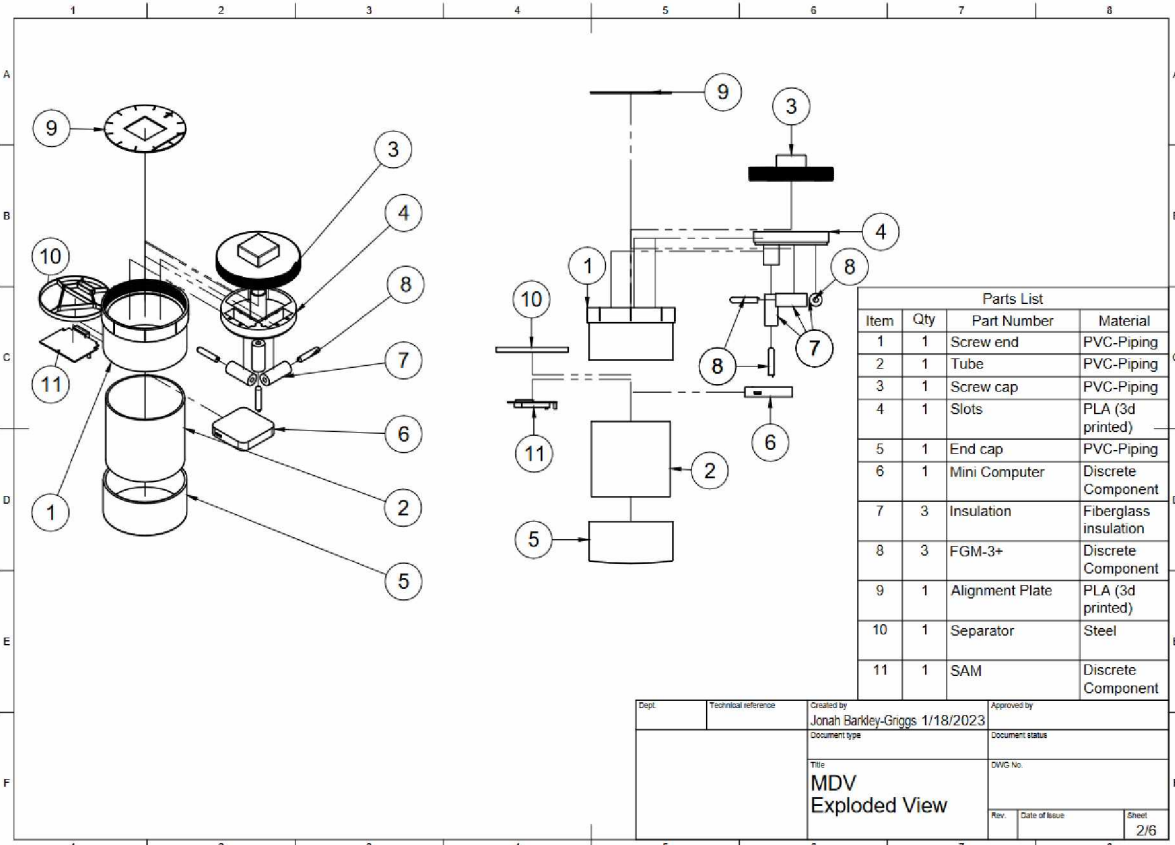 1 2 3 4 5 6 7 8
A
B
C
D
E
F
9
3
4
10
8
7
11
6
1
2
5
9
3
4
1
8
10
8
7
11
6
2
5
Parts List
Item Qty Part Number Material
1 1 Screw end PVC-Piping
2 1 Tube PVC-Piping
3 1 Screw cap PVC-Piping
4 1 Slots PLA (3d
printed)
5 1 End cap PVC-Piping
6 1 Mini Computer Discrete
Component
7 3 Insulation Fiberglass
insulation
8 3 FGM-3+ Discrete
Component
9 1 Alignment Plate PLA (3d
printed)
10 1 Separator Steel
11 1 SAM Discrete
Component
Dept. Technical reference Created by Approved by
Jonah Barkley-Griggs 1/18/2023
Document type Document status
Title DWG No.
MDV
Exploded View
Rev. Date of issue Sheet
2/6